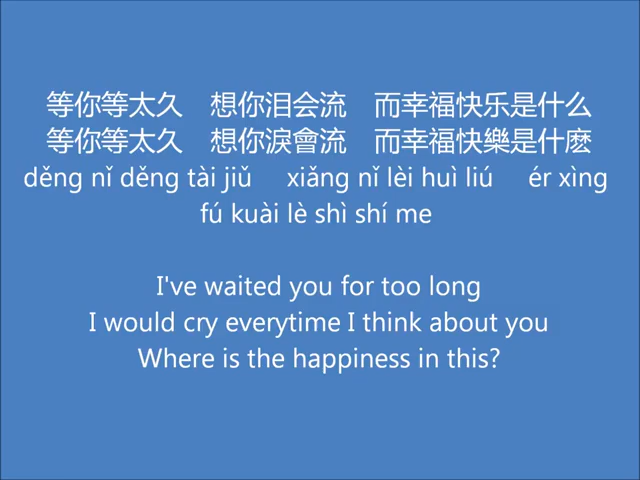 等你等太久　想你泪会流　而幸福快乐是什么
等你等太久　想你淚會流　而幸福快樂是什麽
děng nǐ děng tài jiǔ　 xiǎng nǐ lèi huì liú　 ér xìng
fú kuài lè shì shí me
I've waited you for too long
I would cry everytime I think about you
Where is the happiness in this?